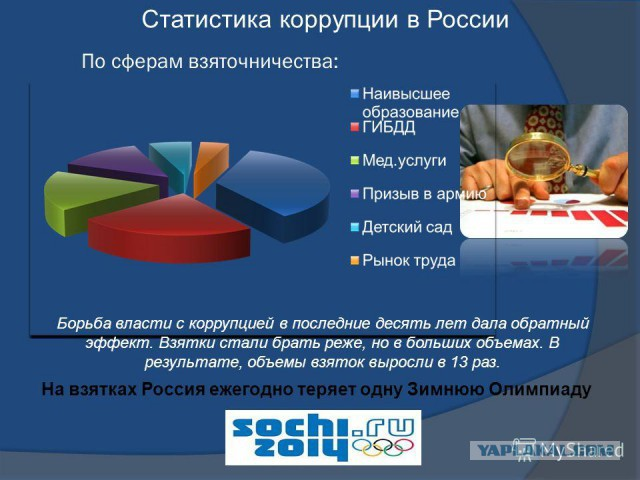 Статистика коррупции в России
По сферам взяточничества:
Наивысшее
образование
ГИБДД
Мед.услуги
Призыв в армию
Детский сад
Рынок труда
Борьба власти с коррупцией в последние десять лет дала обратный
эффект. Взятки стали брать реже, но в больших объемах. В
результате, объемы взяток выросли в 13 раз.
На взятках Россия ежегодно теряет одну Зимнюю Олимпиаду
sochi.ru
2014
MyShared